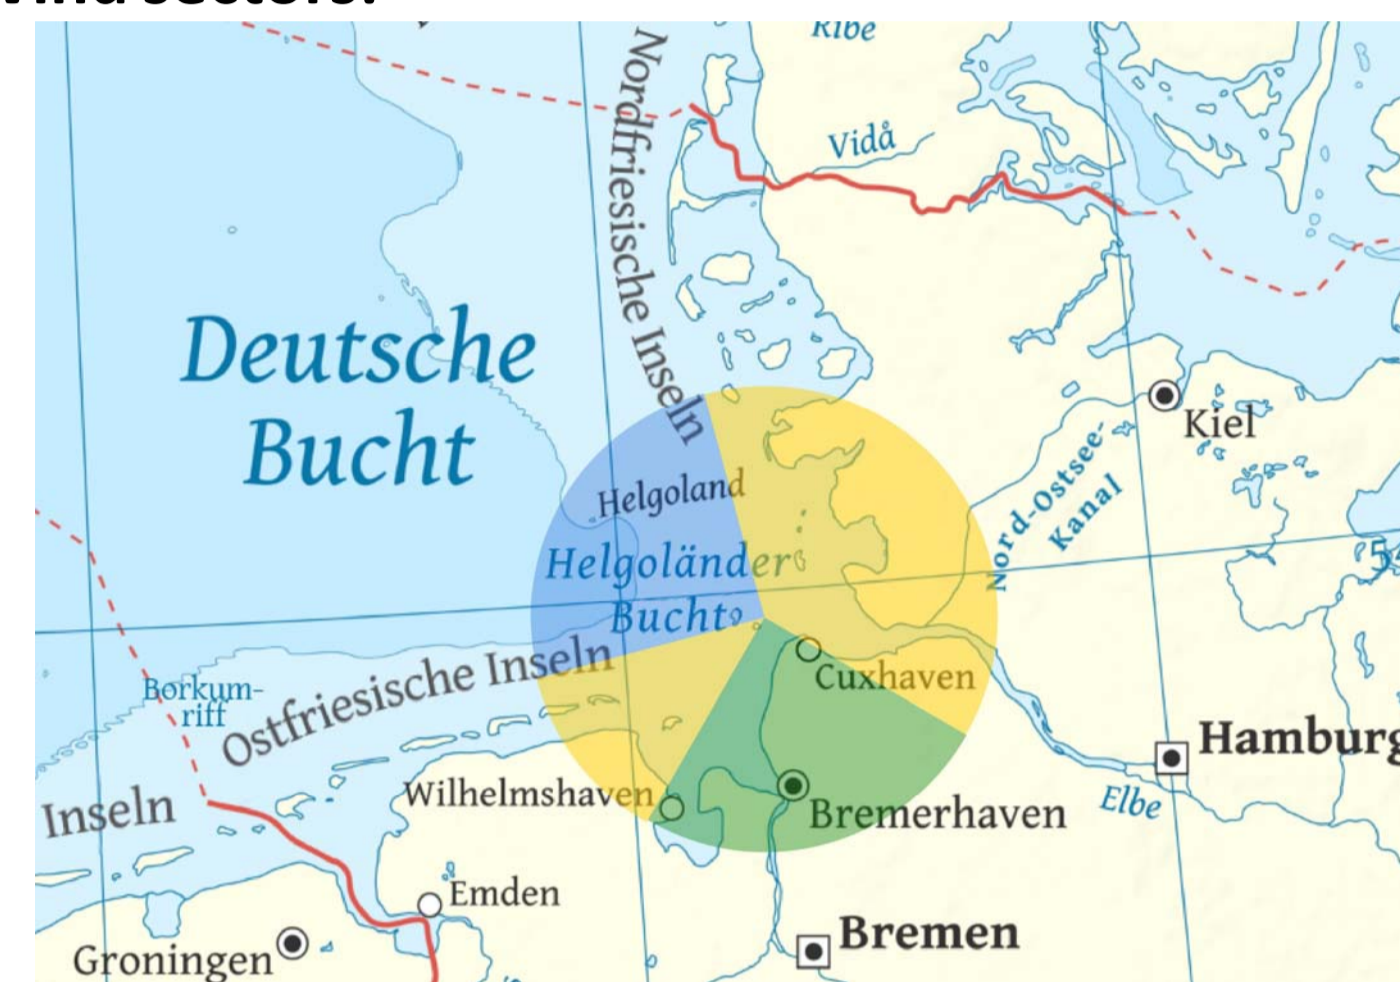 Ribe
Nordfriesische Inseln
Vidå
Deutsche
Bucht
Kiel
Nord-Ostsee-
Kanal
Helgoland
Helgoländer
Bucht
Ostfriesische Inseln
Borkum-
riff
Cuxhaven
Hamburg
Inseln
Wilhelmshaven
Bremerhaven
Elbe
Emden
Groningen
Bremen